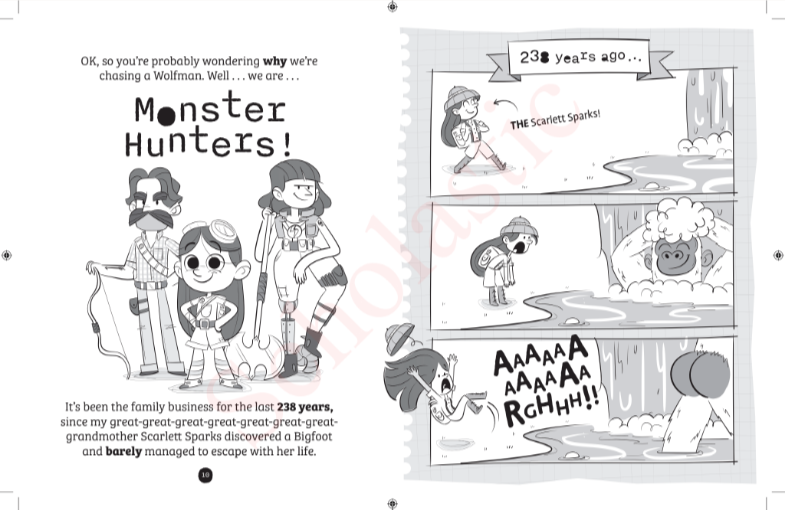 OK, so you're probably wondering why we're
chasing a Wolfman. Well . . . we are . . .
Monster
Hunters!
It's been the family business for the last 238 years,
since my great-great-great-great-great-great-great-
grandmother Scarlett Sparks discovered a Bigfoot
and barely managed to escape with her life.
10
238 years ago...
THE Scarlett Sparks!
AAAAAA
AAAAAA
RGHHH!!
Scholastic